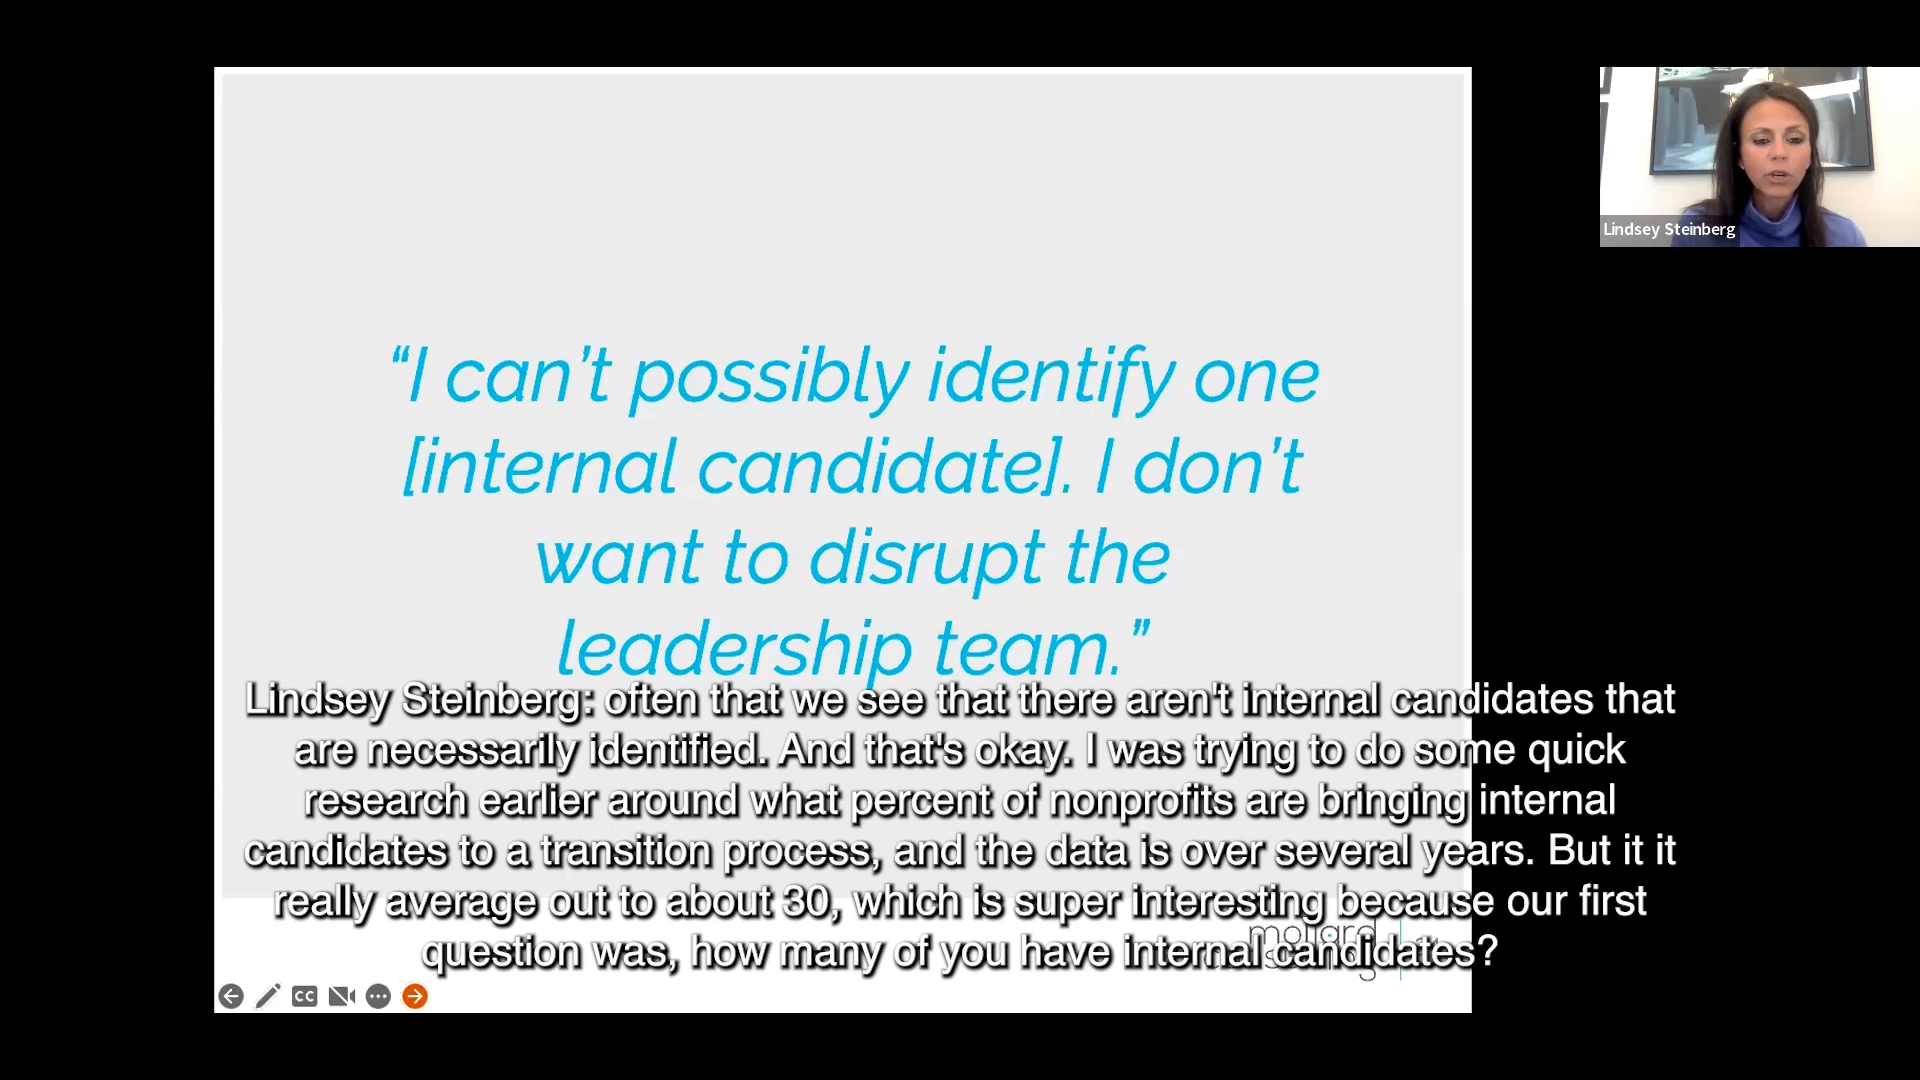 “I can’t possibly identify one
[internal candidate]. I don’t
want to disrupt the
leadership team.”
Lindsey Steinberg
Lindsey Steinberg: often that we see that there aren't internal candidates that
are necessarily identified. And that's okay. I was trying to do some quick
research earlier around what percent of nonprofits are bringing internal
candidates to a transition process, and the data is over several years. But it it
really average out to about 30, which is super interesting because our first
question was, how many of you have internal candidates?
CC